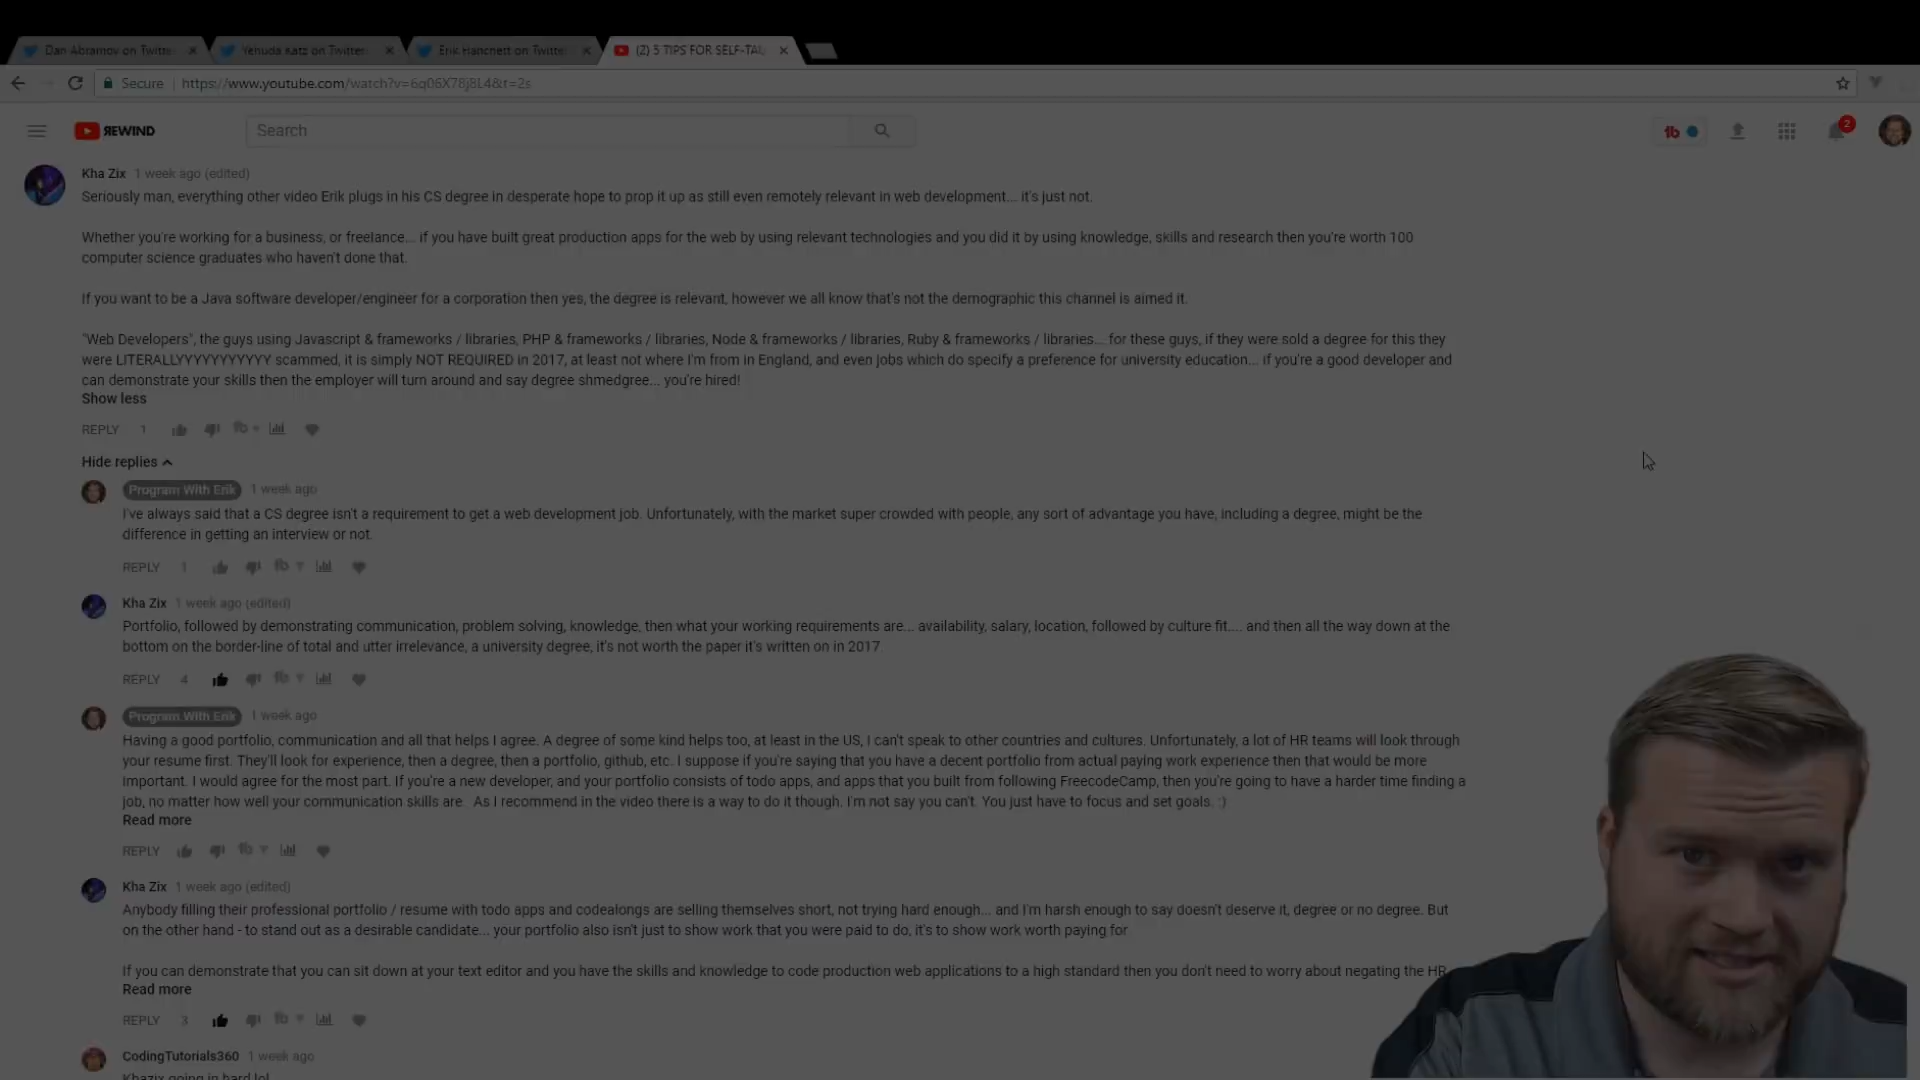 Dan Abramov on Twitte
Yehuda Katz on Twitter
Erik Hanchett on Twitte
(2) 5 TIPS FOR SELF-TAU
Secure
https://www.youtube.com/watch?v=6q06X78j8L4&t=2s
REWIND
Search
2
Kha Zix 1 week ago (edited)
Seriously man, everything other video Erik plugs in his CS degree in desperate hope to prop it up as still even remotely relevant in web development... it's just not.
Whether you're working for a business, or freelance... if you have built great production apps for the web by using relevant technologies and you did it by using knowledge, skills and research then you're worth 100
computer science graduates who haven't done that.
If you want to be a Java software developer/engineer for a corporation then yes, the degree is relevant, however we all know that's not the demographic this channel is aimed it.
"Web Developers", the guys using Javascript & frameworks / libraries, PHP & frameworks / libraries, Node & frameworks / libraries, Ruby & frameworks / libraries... for these guys, if they were sold a degree for this they
were LITERALLYYYYYYYYYYY scammed, it is simply NOT REQUIRED in 2017, at least not where I'm from in England, and even jobs which do specify a preference for university education... if you're a good developer and
can demonstrate your skills then the employer will turn around and say degree shmedgree... you're hired!
Show less
REPLY 1
Hide replies
Program With Erik 1 week ago
I've always said that a CS degree isn't a requirement to get a web development job. Unfortunately, with the market super crowded with people, any sort of advantage you have, including a degree, might be the
difference in getting an interview or not.
REPLY 1
Kha Zix 1 week ago (edited)
Portfolio, followed by demonstrating communication, problem solving, knowledge, then what your working requirements are... availability, salary, location, followed by culture fit.... and then all the way down at the
bottom on the border-line of total and utter irrelevance, a university degree, it's not worth the paper it's written on in 2017.
REPLY 4
Program With Erik 1 week ago
Having a good portfolio, communication and all that helps I agree. A degree of some kind helps too, at least in the US, I can't speak to other countries and cultures. Unfortunately, a lot of HR teams will look through
your resume first. They'll look for experience, then a degree, then a portfolio, github, etc. I suppose if you're saying that you have a decent portfolio from actual paying work experience then that would be more
important. I would agree for the most part. If you're a new developer, and your portfolio consists of todo apps, and apps that you built from following FreecodeCamp, then you're going to have a harder time finding a
job, no matter how well your communication skills are. As I recommend in the video there is a way to do it though. I'm not say you can't. You just have to focus and set goals. :)
Read more
REPLY
Kha Zix 1 week ago (edited)
Anybody filling their professional portfolio / resume with todo apps and codealongs are selling themselves short, not trying hard enough... and I'm harsh enough to say doesn't deserve it, degree or no degree. But
on the other hand - to stand out as a desirable candidate... your portfolio also isn't just to show work that you were paid to do, it's to show work worth paying for
If you can demonstrate that you can sit down at your text editor and you have the skills and knowledge to code production web applications to a high standard then you don't need to worry about negating the HR
Read more
REPLY 3
CodingTutorials360 1 week ago
Khazix going in hard lol